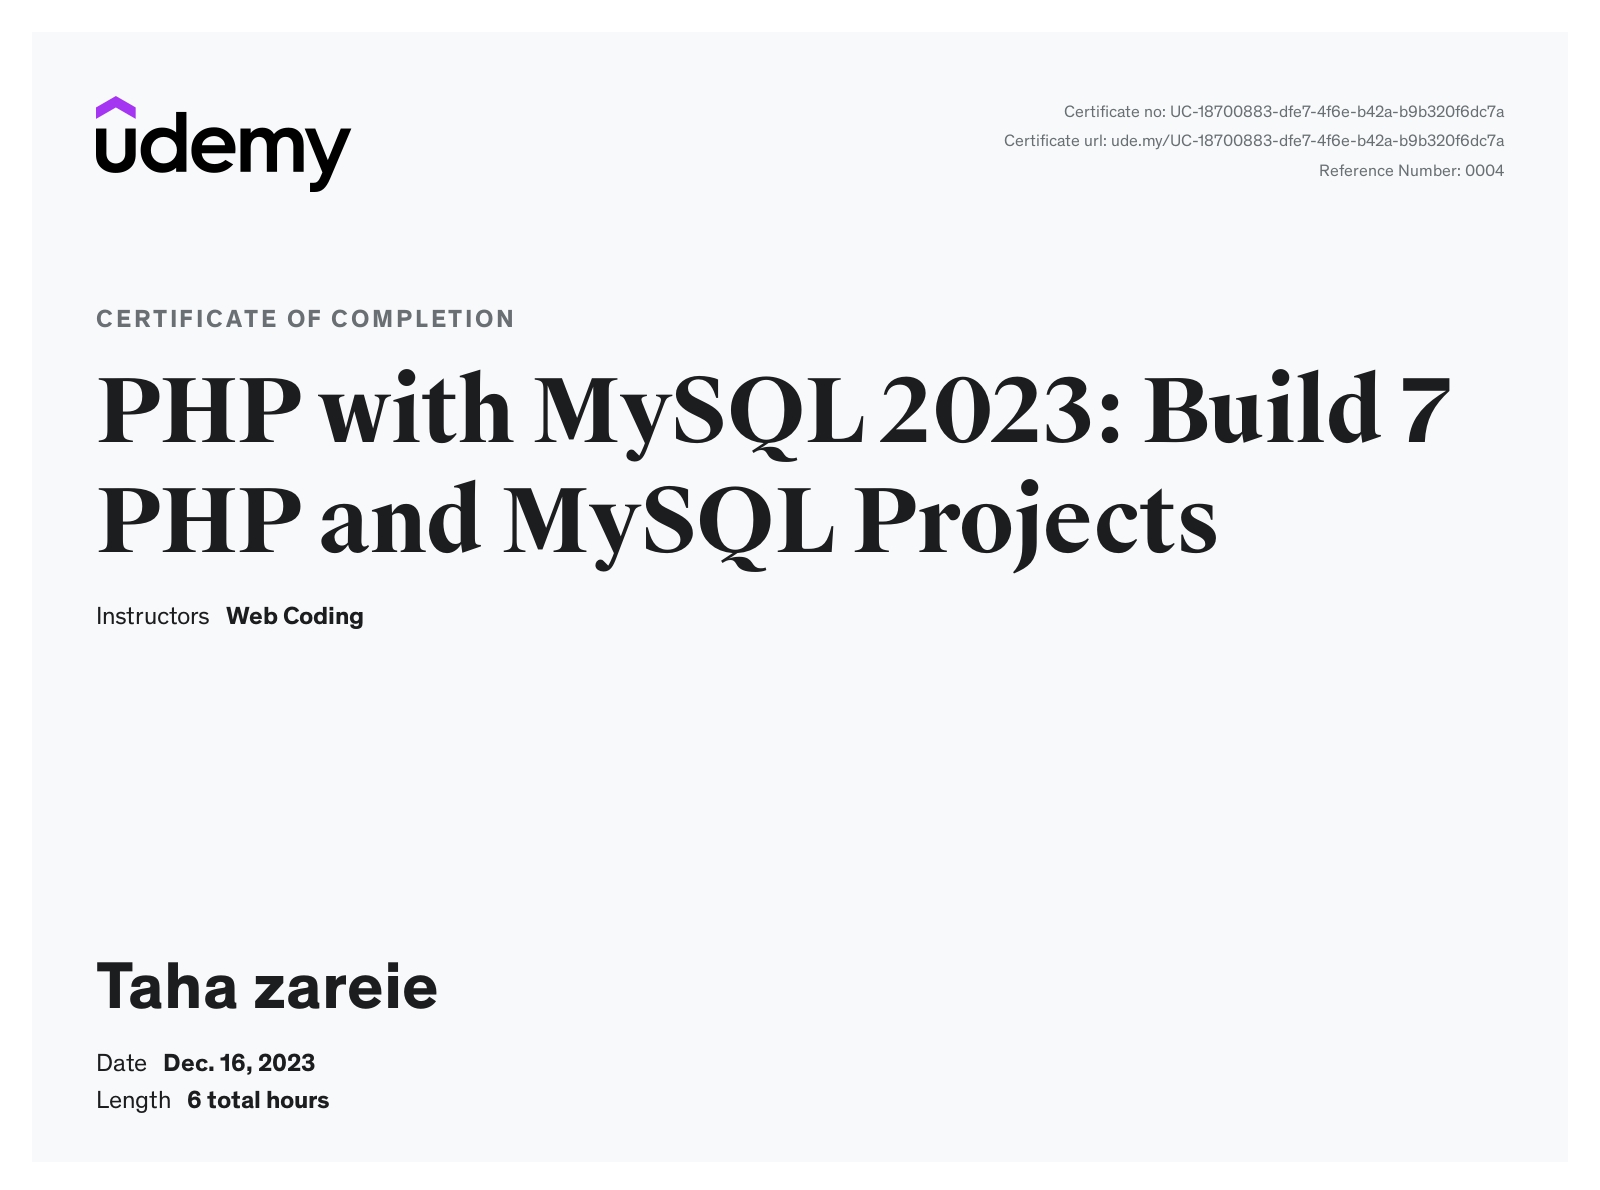 udemy
Certificate no: UC-18700883-dfe7-4f6e-b42a-b9b320f6dc7a
Certificate url: ude.my/UC-18700883-dfe7-4f6e-b42a-b9b320f6dc7a
Reference Number: 0004
CERTIFICATE OF COMPLETION
PHP with MySQL 2023: Build 7
PHP and MySQL Projects
Instructors Web Coding
Taha zareie
Date Dec. 16, 2023
Length 6 total hours